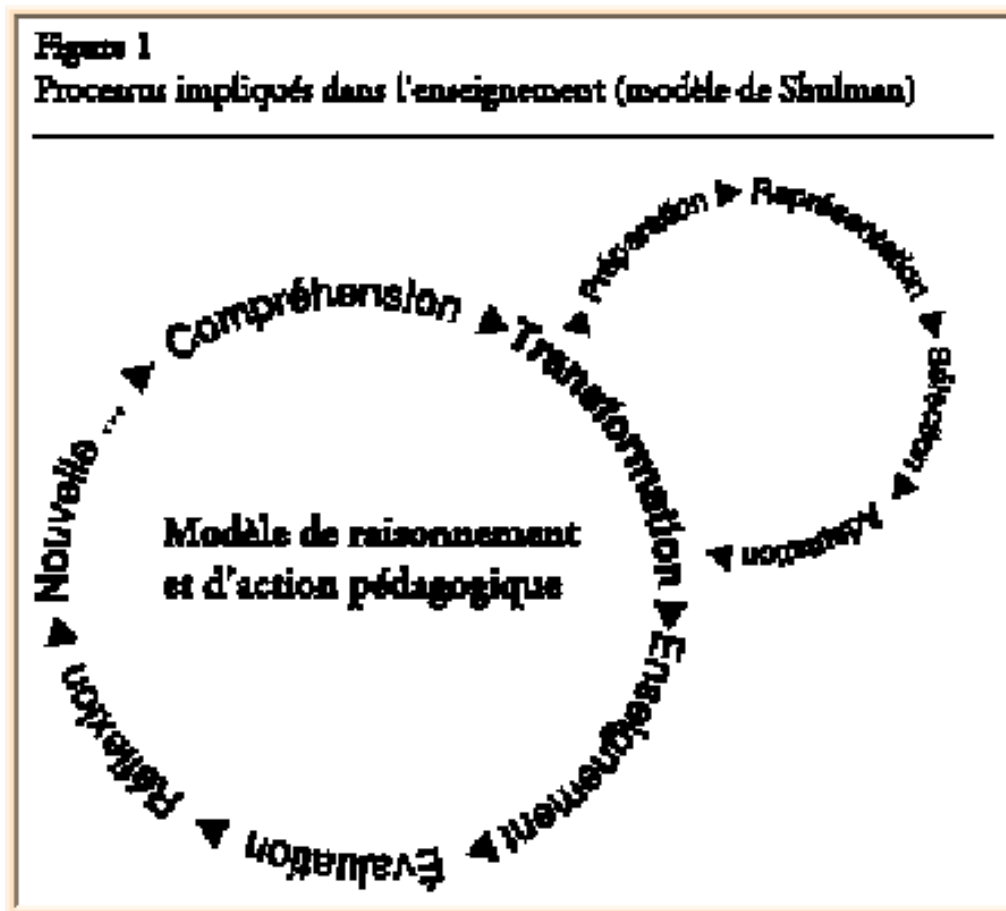 Figure 1
Processus impliqués dans l'enseignement (modèle de Shulman)
Préparation
Représentation
Sélection
Adaptation
Compréhension
Transformation
Enseignement
Évaluation
Réflexion
Nouvelle ...
Modèle de raisonnement
et d'action pédagogique